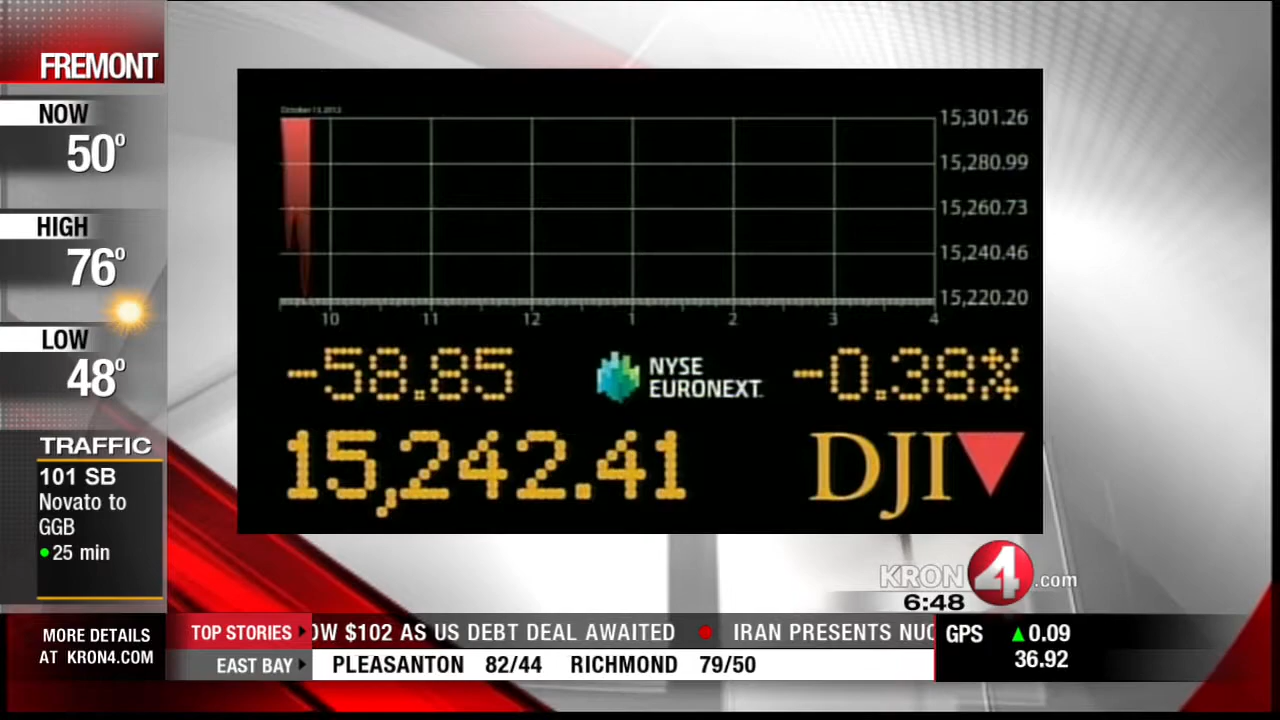 FREMONT
NOW
50°
HIGH
76°
LOW
48°
TRAFFIC
101 SB
Novato to
GGB
25 min
MORE DETAILS
AT KRON4.COM
15,301.26
15,280.99
15,260.73
15,240.46
15,220.20
10 11 12 1 2 3 4
-58.85
NYSE
EURONEXT
-0.38%
15,242.41
DJI
KRON 4 .com
6:48
TOP STORIES
OW $102 AS US DEBT DEAL AWAITED
IRAN PRESENTS NUC
EAST BAY
PLEASANTON 82/44 RICHMOND 79/50
GPS
0.09
36.92